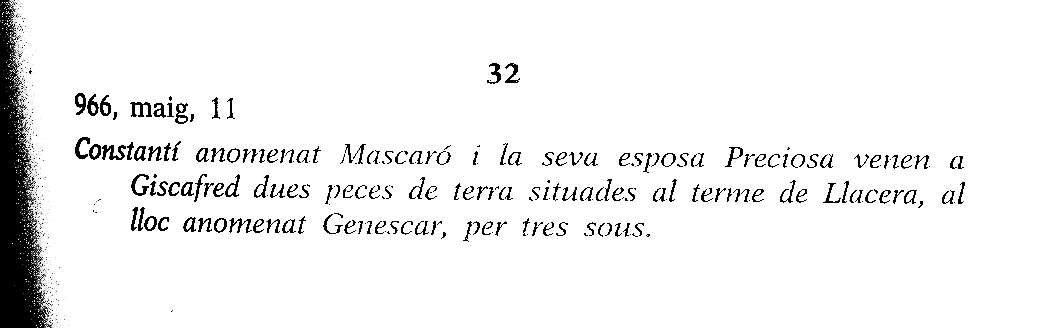 32
966, maig, 11
Constantí anomenat Mascaró i la seva esposa Preciosa venen a
Giscafred dues peces de terra situades al terme de Llacera, al
lloc anomenat Genescar, per tres sous.